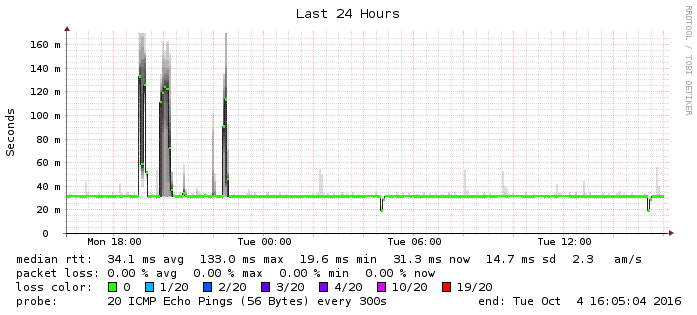 Last 24 Hours
RRDTOOL / TOBI OETIKER
Seconds
160 m
140 m
120 m
100 m
80 m
60 m
40 m
20 m
0
Mon 18:00 Tue 00:00 Tue 06:00 Tue 12:00
median rtt: 34.1 ms avg 133.0 ms max 19.6 ms min 31.3 ms now 14.7 ms sd 2.3 am/s
packet loss: 0.00 % avg 0.00 % max 0.00 % min 0.00 % now
loss color: 0 1/20 2/20 3/20 4/20 10/20 19/20
probe: 20 ICMP Echo Pings (56 Bytes) every 300s end: Tue Oct 4 16:05:04 2016